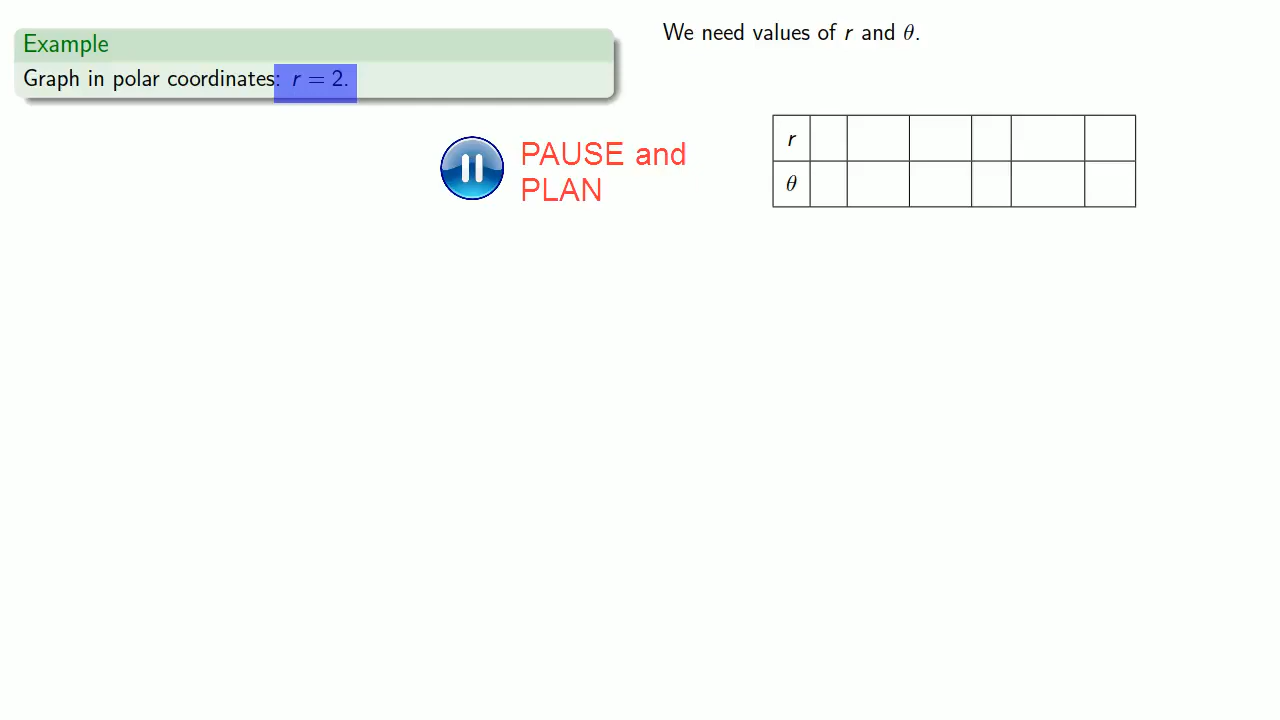 Example
Graph in polar coordinates: r = 2.
We need values of r and θ.
PAUSE and
PLAN
r
θ